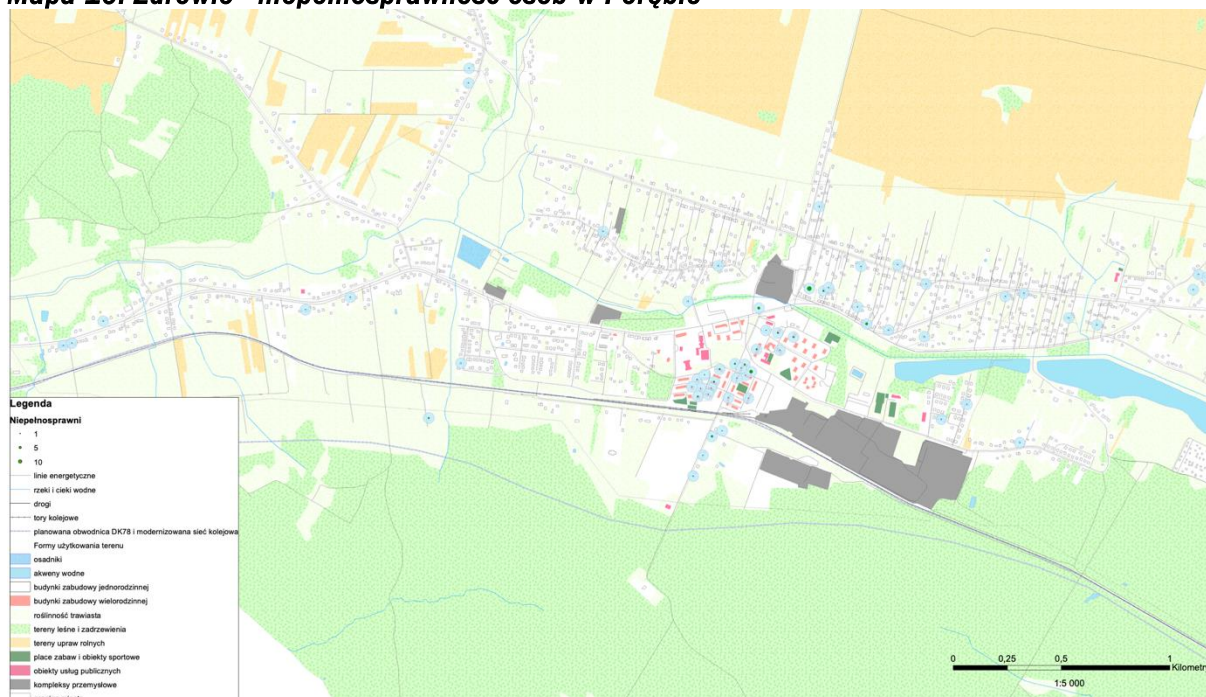 Mapa 23. Zdrowie - niepełnosprawność osób w Porębie
Legenda
Niepełnosprawni
1
5
10
linie energetyczne
rzeki i cieki wodne
drogi
tory kolejowe
planowana obwodnica DK78 i modernizowana sieć kolejowa
Formy użytkowania terenu
osadniki
akweny wodne
budynki zabudowy jednorodzinnej
budynki zabudowy wielorodzinnej
roślinność trawiasta
tereny leśne i zadrzewienia
tereny upraw rolnych
place zabaw i obiekty sportowe
obiekty usług publicznych
kompleksy przemysłowe
0 0,25 0,5 1
Kilometry
1:5 000